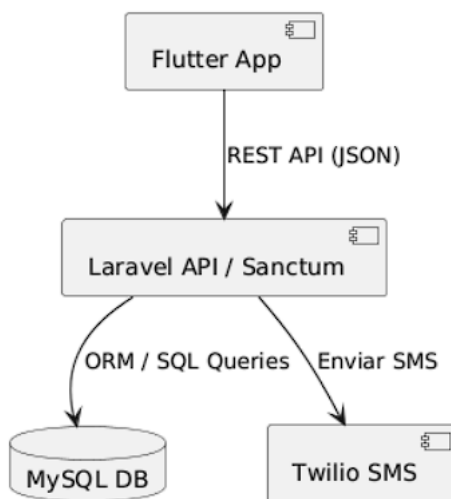 Flutter App
REST API (JSON)
Laravel API / Sanctum
ORM / SQL Queries
Enviar SMS
MySQL DB
Twilio SMS